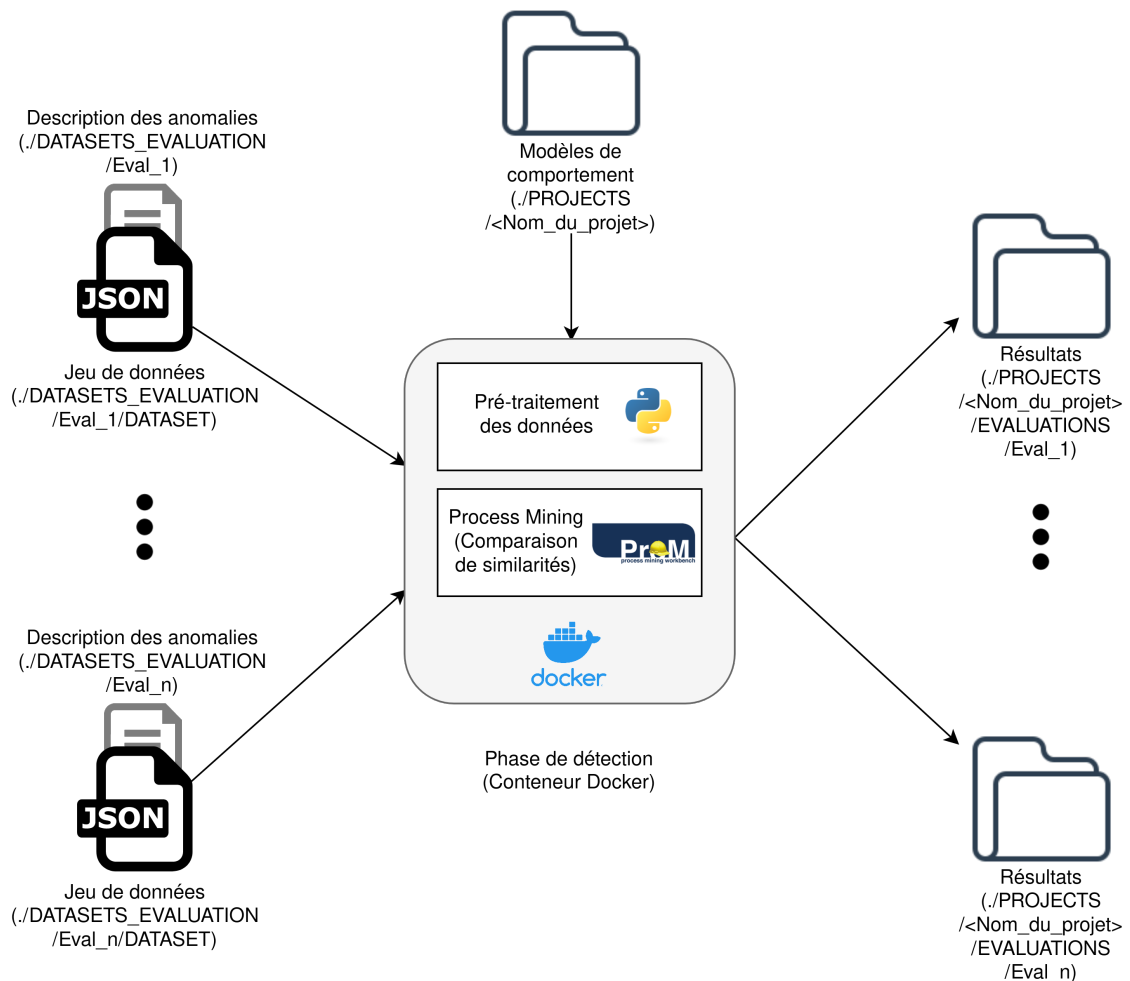 Description des anomalies
(./DATASETS_EVALUATION
/Eval_1)
JSON
Jeu de données
(./DATASETS_EVALUATION
/Eval_1/DATASET)
Description des anomalies
(./DATASETS_EVALUATION
/Eval_n)
JSON
Jeu de données
(./DATASETS_EVALUATION
/Eval_n/DATASET)
Modèles de
comportement
(./PROJECTS
/<Nom_du_projet>)
Pré-traitement
des données
Process Mining
(Comparaison
de similarités)
ProM
process mining workbench
docker
Phase de détection
(Conteneur Docker)
Résultats
(./PROJECTS
/<Nom_du_projet>
/EVALUATIONS
/Eval_1)
Résultats
(./PROJECTS
/<Nom_du_projet>
/EVALUATIONS
/Eval_n)